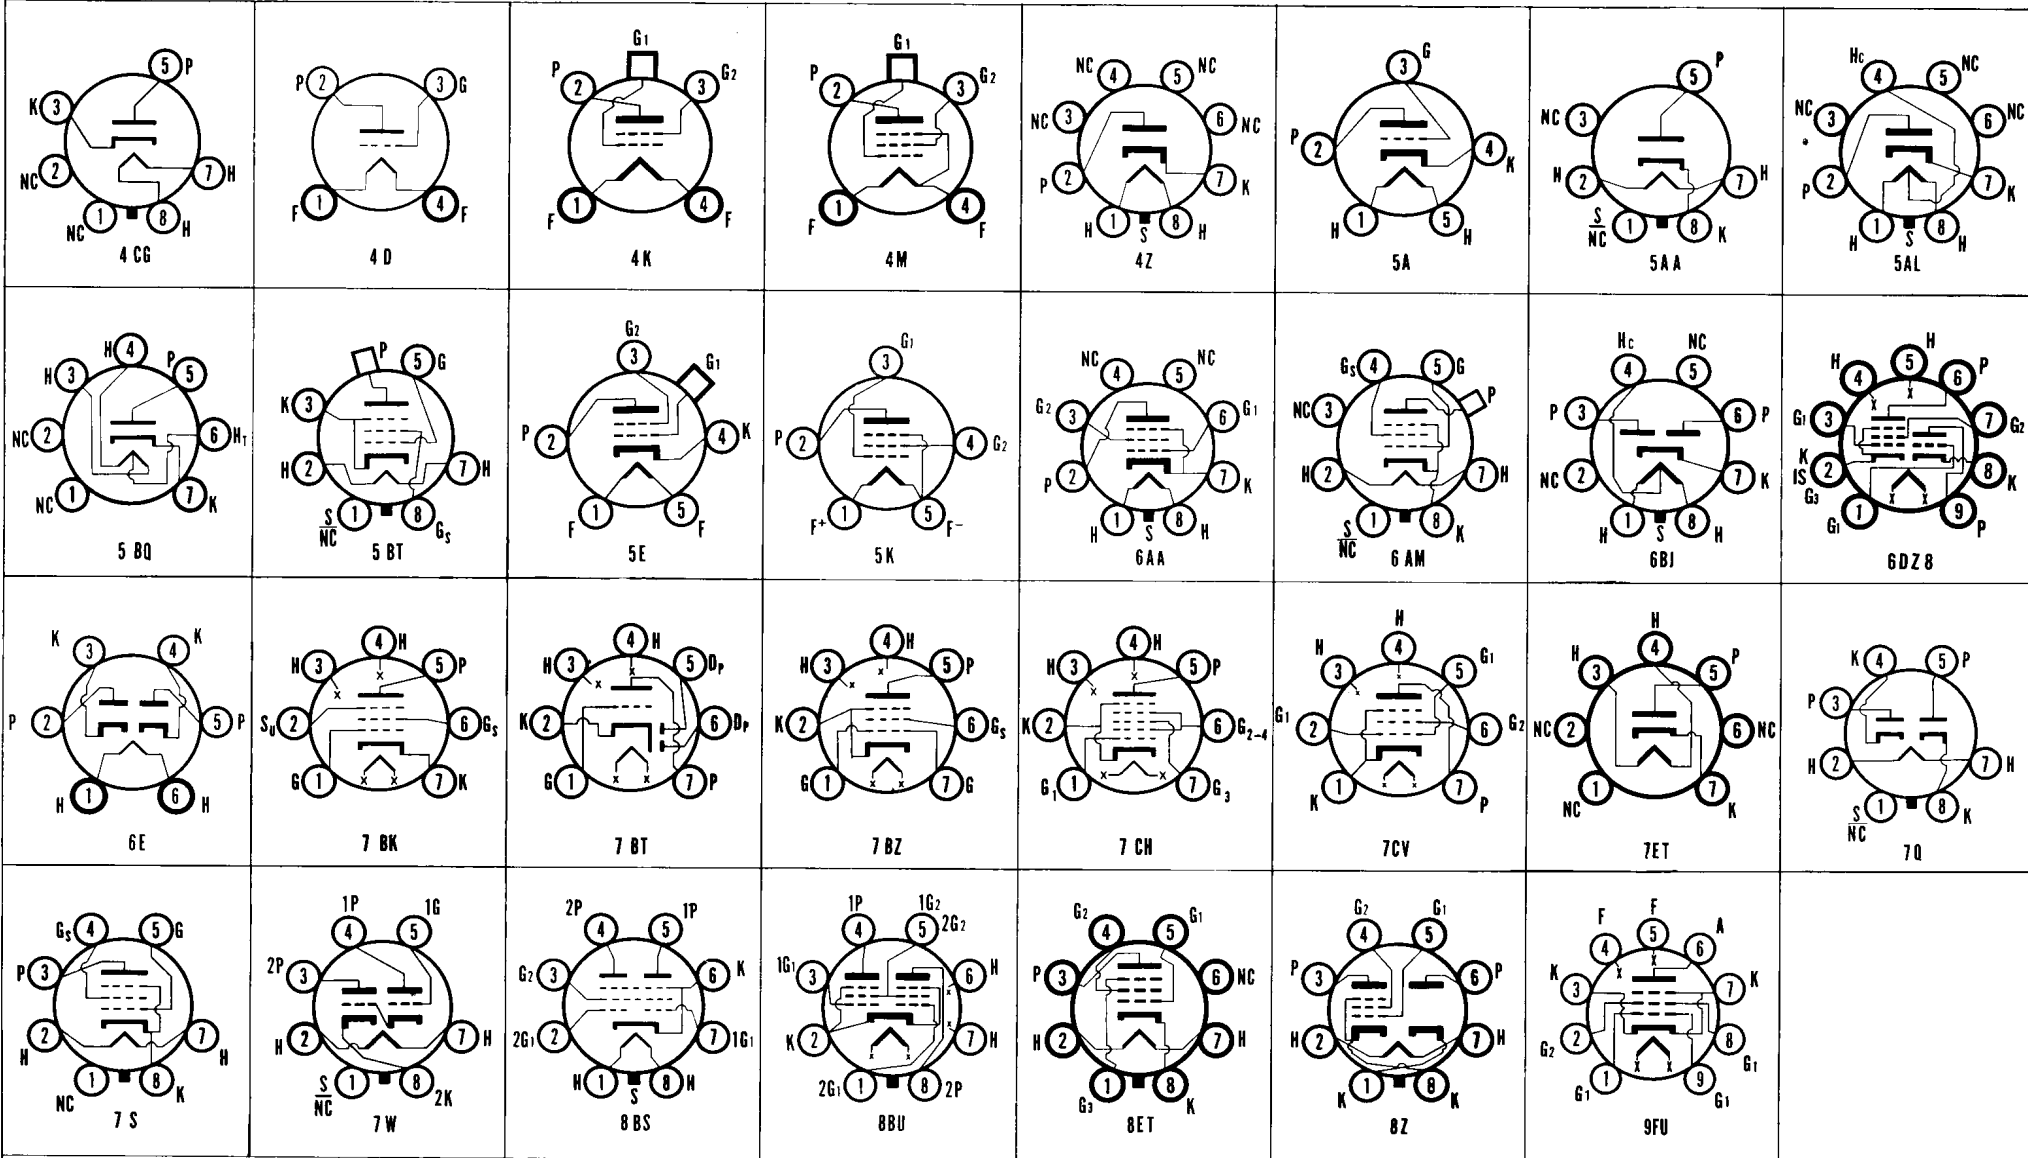 5 P
K 3
NC 2
7 H
1 8
NC H
4 CG
P 2 3 G
F 1 4 F
4 D
G1
P 2 3 G2
F 1 4 F
4 K
G1
P 2 3 G2
F 1 4 F
4 M
NC 4 5 NC
NC 3 6 NC
P 2 7 K
H 1 S 8 H
4 Z
G
3
P 2 4 K
H 1 5 H
5A
5 P
NC 3
H 2 7 H
S
NC 1 8 K
5 A A
Hc 4 5 NC
NC 3 6 NC
P 2 7 K
H 1 S 8 H
5 AL
H 4
H 3 P 5
NC 2 6 HT
NC 1 7 K
5 BQ
P 5 G
K 3
H 2 7 H
S
NC 1 8 GS
5 BT
G2
3 G1
P 2 4 K
F 1 5 F
5 E
3 G1
P 2 4 G2
F+ 1 5 F-
5 K
NC 4 5 NC
G2 3 6 G1
P 2 7 K
H 1 S 8 H
6AA
GS 4 5 G
NC 3 P
H 2 7 H
S
NC 1 8 K
6 AM
HC 4 5 NC
P 3 6 P
NC 2 7 K
H 1 S 8 H
6BJ
H
H 4 5 6 P
G1 3 7 G2
K
IS 2 8 K
G3
G1 1 9 P
6DZ8
K 3 4 K
P 2 5 P
H 1 6 H
6E
4 H
H 3 5 P
SU 2 6 GS
G 1 7 K
7 BK
4 H
H 3 5 DP
K 2 6 DP
G 1 7 P
7 BT
4 H
H 3 5 P
K 2 6 GS
G 1 7 G
7 BZ
4 H
H 3 5 P
K 2 6 G2-4
G1 1 7 G3
7 CH
H
H 3 4 5 G1
G1 2 6 G2
K 1 7 P
7CV
H
H 3 4 5 P
NC 2 6 NC
NC 1 7 K
7ET
K 4 5 P
P 3
H 2 7 H
S
NC 1 8 K
7Q
GS 4 5 G
P 3
H 2 7 H
NC 1 8 K
7 S
1P 4 5 1G
2P 3
H 2 7 H
S
NC 1 8 2K
7 W
2P 4 5 1P
G2 3 6 K
2G1 2 7 1G1
H 1 S 8 H
8 BS
1P 4 5 1G2
2G2
1G1 3 6 H
K 2 7 H
2G1 1 8 2P
8BU
G2 4 5 G1
P 3 6 NC
H 2 7 H
G3 1 8 K
8ET
G2 4 5 G1
P 3 6 P
H 2 7 H
K 1 8 K
8Z
F 4 F 5 6 A
K 3 7 K
G2 2 8 G1
G1 1 9 G1
9FU